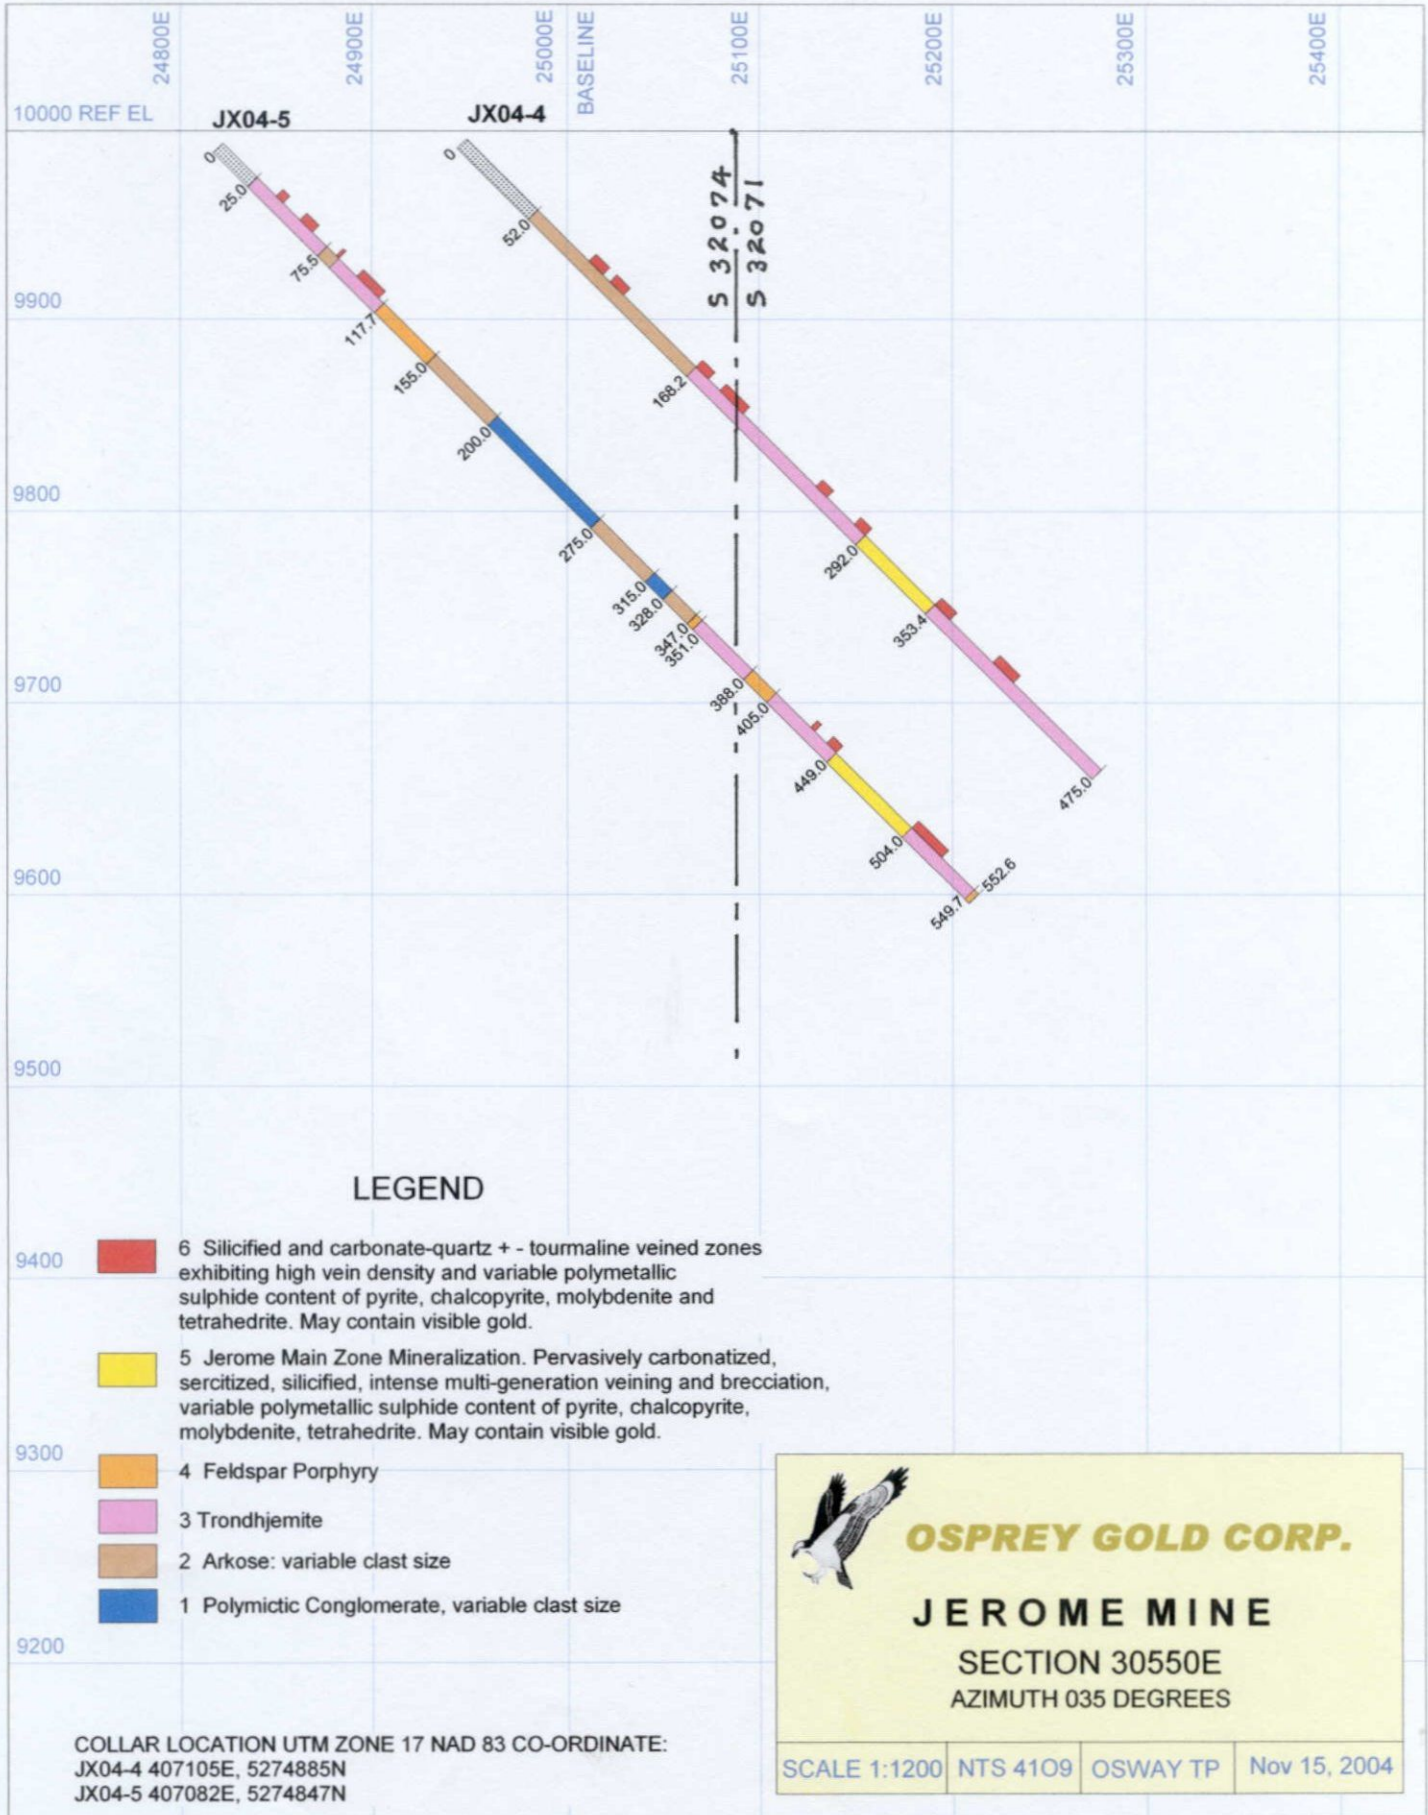 24800E
24900E
25000E
BASELINE
25100E
25200E
25300E
25400E
10000 REF EL
JX04-5
JX04-4
0
25.0
75.5
117.7
155.0
200.0
275.0
315.0
328.0
347.0
351.0
388.0
405.0
449.0
504.0
549.7
552.6
0
52.0
168.2
292.0
353.4
475.0
S 32074
S 32071
9900
9800
9700
9600
9500
9400
9300
9200
LEGEND
6 Silicified and carbonate-quartz + - tourmaline veined zones
exhibiting high vein density and variable polymetallic
sulphide content of pyrite, chalcopyrite, molybdenite and
tetrahedrite. May contain visible gold.
5 Jerome Main Zone Mineralization. Pervasively carbonatized,
sercitized, silicified, intense multi-generation veining and brecciation,
variable polymetallic sulphide content of pyrite, chalcopyrite,
molybdenite, tetrahedrite. May contain visible gold.
4 Feldspar Porphyry
3 Trondhjemite
2 Arkose: variable clast size
1 Polymictic Conglomerate, variable clast size
COLLAR LOCATION UTM ZONE 17 NAD 83 CO-ORDINATE:
JX04-4 407105E, 5274885N
JX04-5 407082E, 5274847N
OSPREY GOLD CORP.
JEROME MINE
SECTION 30550E
AZIMUTH 035 DEGREES
SCALE 1:1200
NTS 41O9
OSWAY TP
Nov 15, 2004